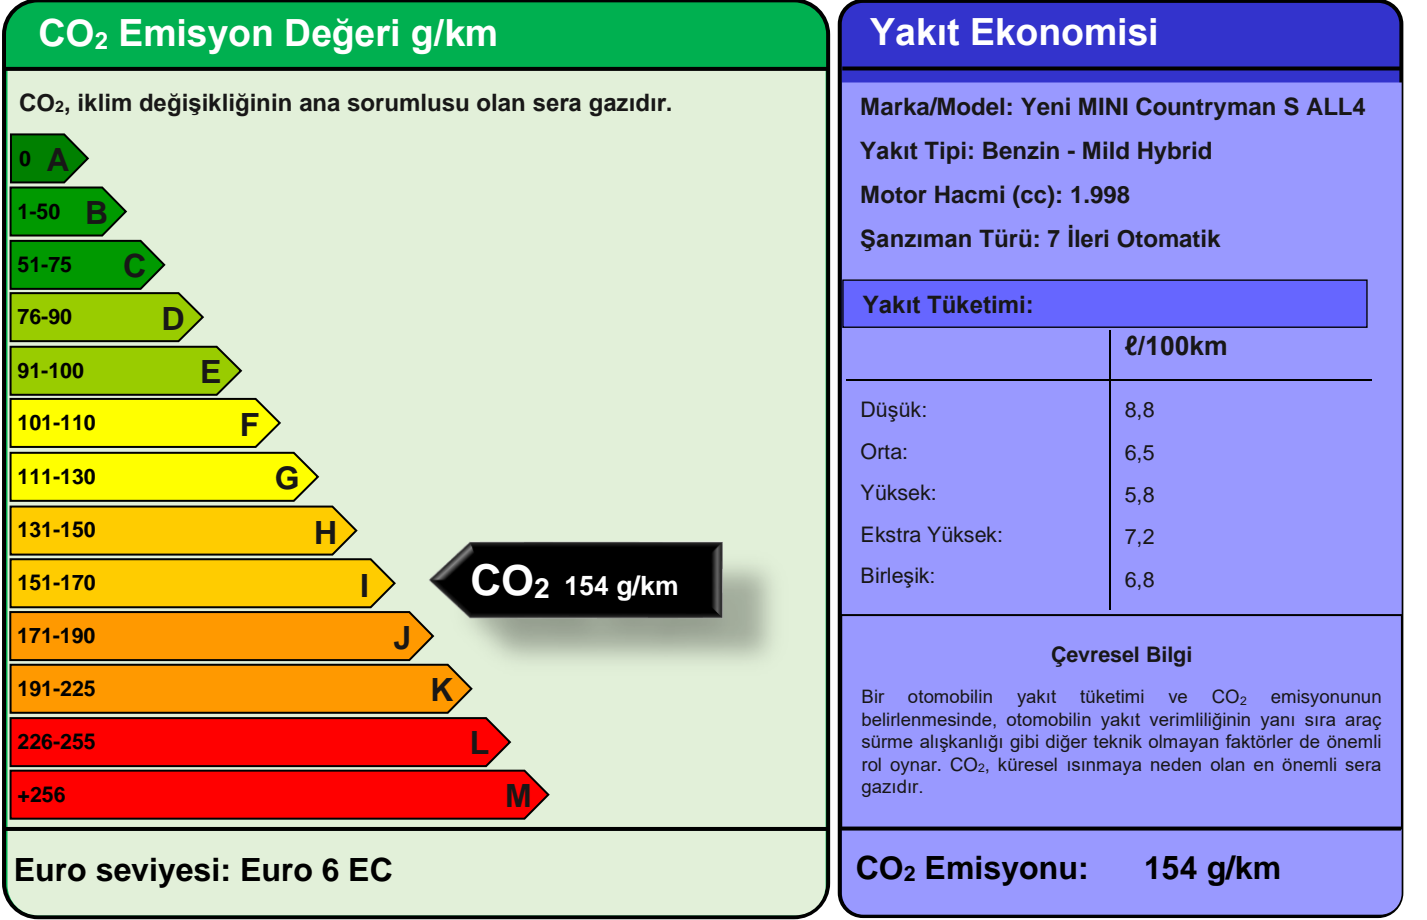 CO₂ Emisyon Değeri g/km
CO₂, iklim değişikliğinin ana sorumlusu olan sera gazıdır.
0 A
1-50 B
51-75 C
76-90 D
91-100 E
101-110 F
111-130 G
131-150 H
151-170 I
171-190 J
191-225 K
226-255 L
+256 M
CO₂ 154 g/km
Euro seviyesi: Euro 6 EC
Yakıt Ekonomisi
Marka/Model: Yeni MINI Countryman S ALL4
Yakıt Tipi: Benzin - Mild Hybrid
Motor Hacmi (cc): 1.998
Şanzıman Türü: 7 İleri Otomatik
Yakıt Tüketimi:
ℓ/100km
Düşük: 8,8
Orta: 6,5
Yüksek: 5,8
Ekstra Yüksek: 7,2
Birleşik: 6,8
Çevresel Bilgi
Bir otomobilin yakıt tüketimi ve CO₂ emisyonunun
belirlenmesinde, otomobilin yakıt verimliliğinin yanı sıra araç
sürme alışkanlığı gibi diğer teknik olmayan faktörler de önemli
rol oynar. CO₂, küresel ısınmaya neden olan en önemli sera
gazıdır.
CO₂ Emisyonu: 154 g/km